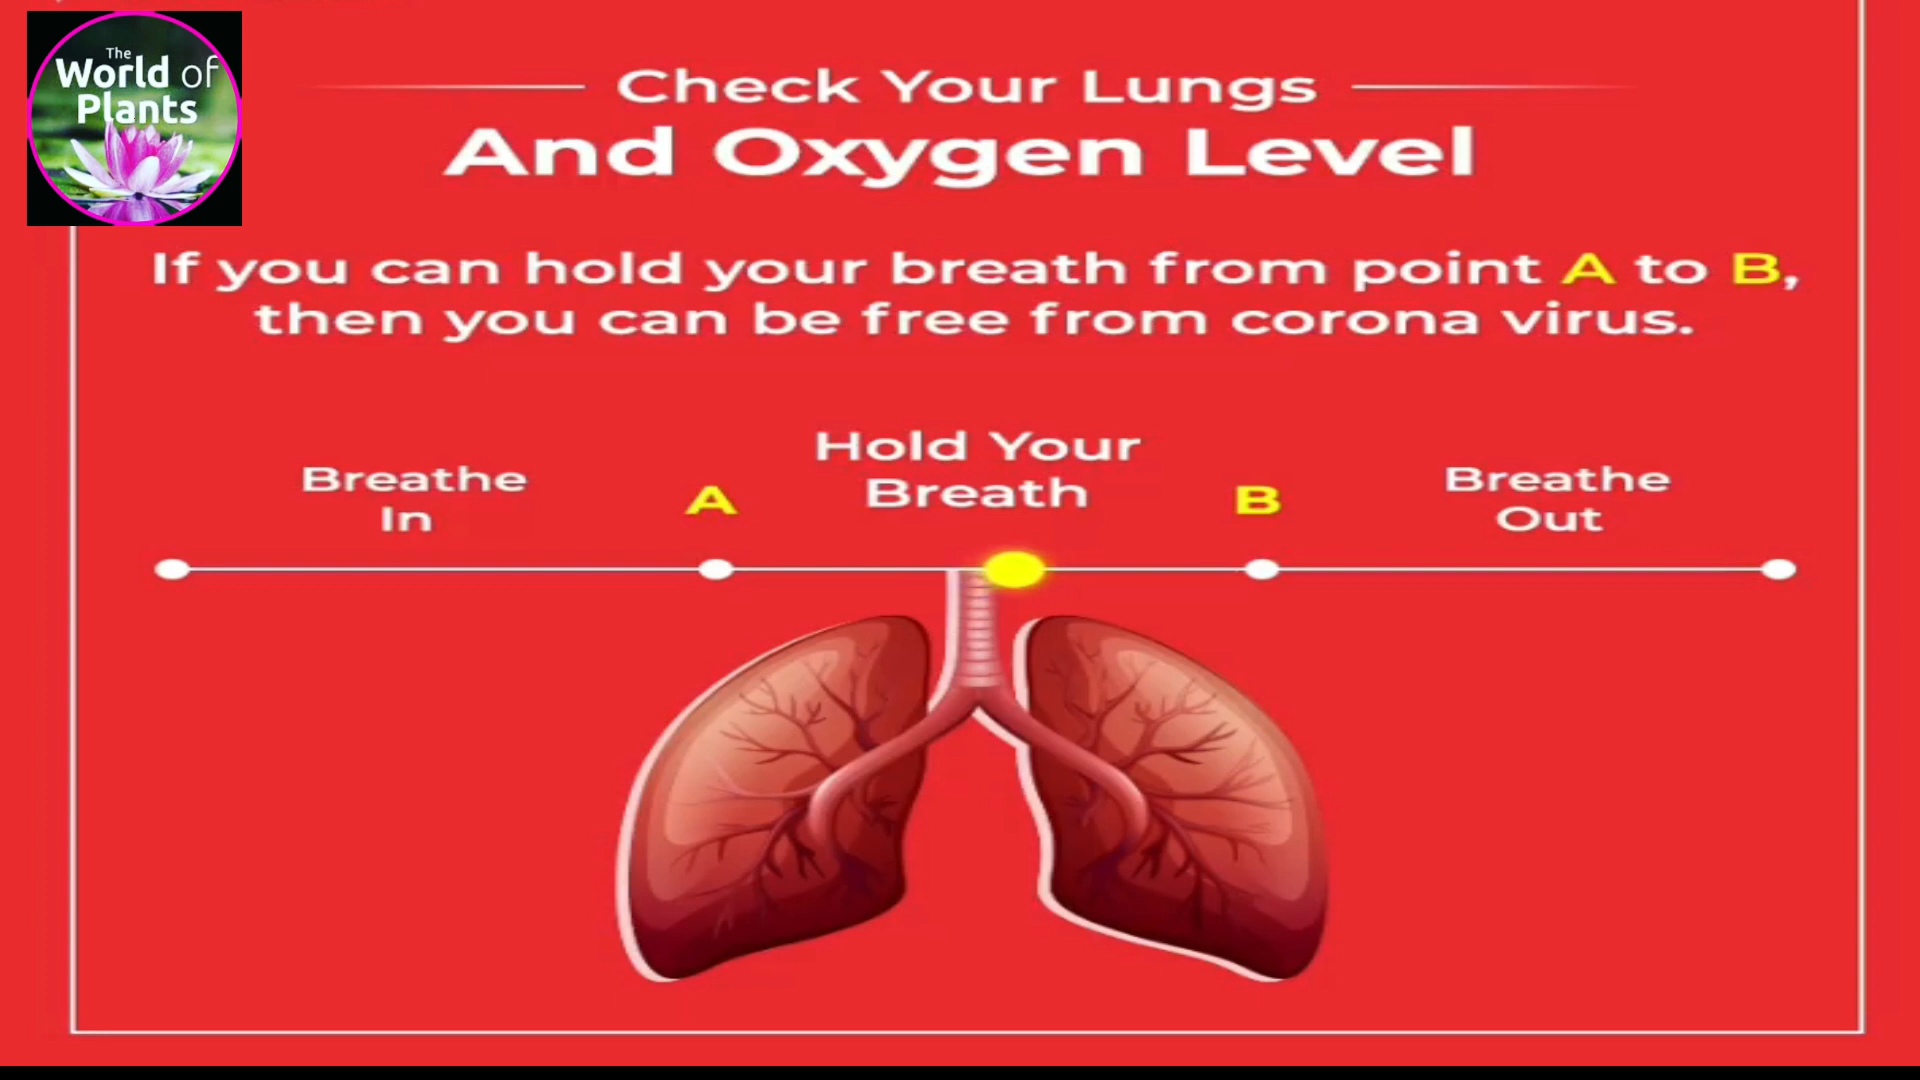 The
World of
Plants
Check Your Lungs
And Oxygen Level
If you can hold your breath from point A to B,
then you can be free from corona virus.
Breathe
In
A
Hold Your
Breath
B
Breathe
Out